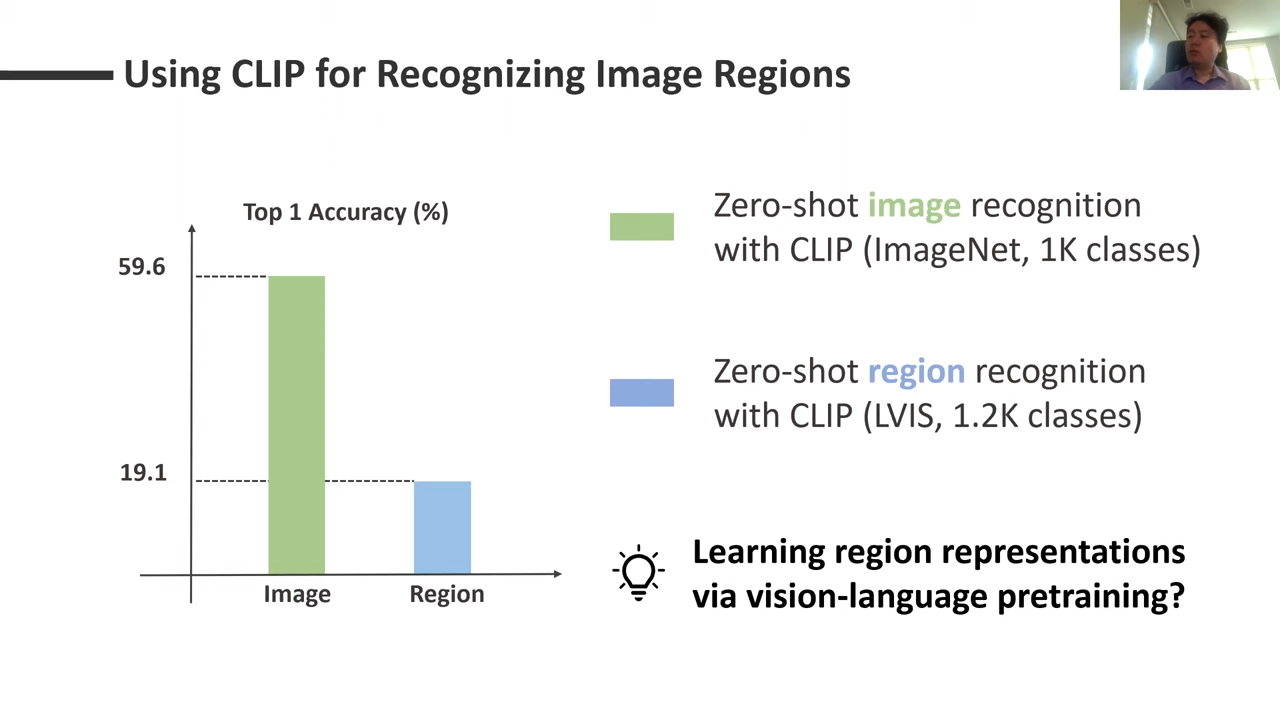 Using CLIP for Recognizing Image Regions
Top 1 Accuracy (%)
59.6
19.1
Image
Region
Zero-shot image recognition
with CLIP (ImageNet, 1K classes)
Zero-shot region recognition
with CLIP (LVIS, 1.2K classes)
Learning region representations
via vision-language pretraining?